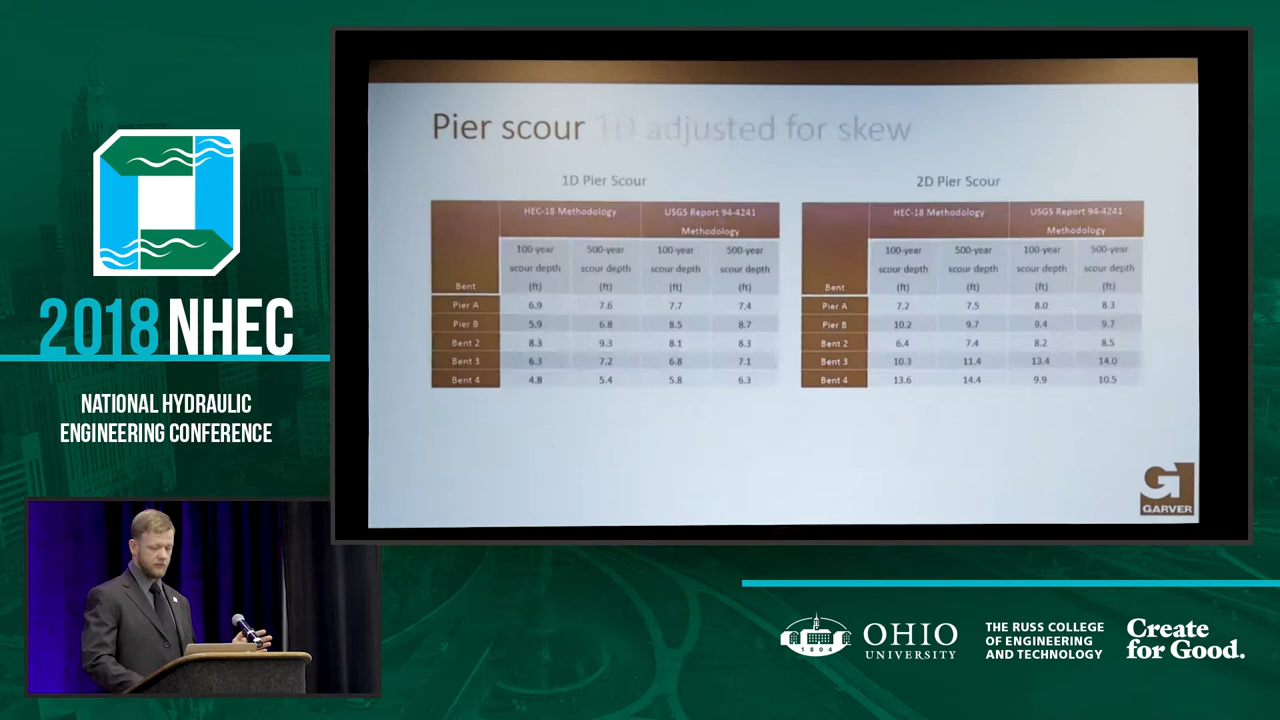 2018 NHEC
NATIONAL HYDRAULIC
ENGINEERING CONFERENCE
Pier scour 1D adjusted for skew
1D Pier Scour
HEC-18 Methodology USGS Report 94-4241
Methodology
100-year 500-year 100-year 500-year
scour depth scour depth scour depth scour depth
Bent (ft) (ft) (ft) (ft)
Pier A 6.9 7.6 7.7 7.4
Pier B 5.9 6.8 8.5 8.7
Bent 2 8.3 9.3 8.1 8.3
Bent 3 6.3 7.2 6.8 7.1
Bent 4 4.8 5.4 5.8 6.3
2D Pier Scour
HEC-18 Methodology USGS Report 94-4241
Methodology
100-year 500-year 100-year 500-year
scour depth scour depth scour depth scour depth
Bent (ft) (ft) (ft) (ft)
Pier A 7.2 7.5 8.0 8.3
Pier B 10.2 9.7 9.4 9.7
Bent 2 6.4 7.4 8.2 8.5
Bent 3 10.3 11.4 13.4 14.0
Bent 4 13.6 14.4 9.9 10.5
G
GARVER
1804
OHIO
UNIVERSITY
THE RUSS COLLEGE
OF ENGINEERING
AND TECHNOLOGY
Create
for Good.